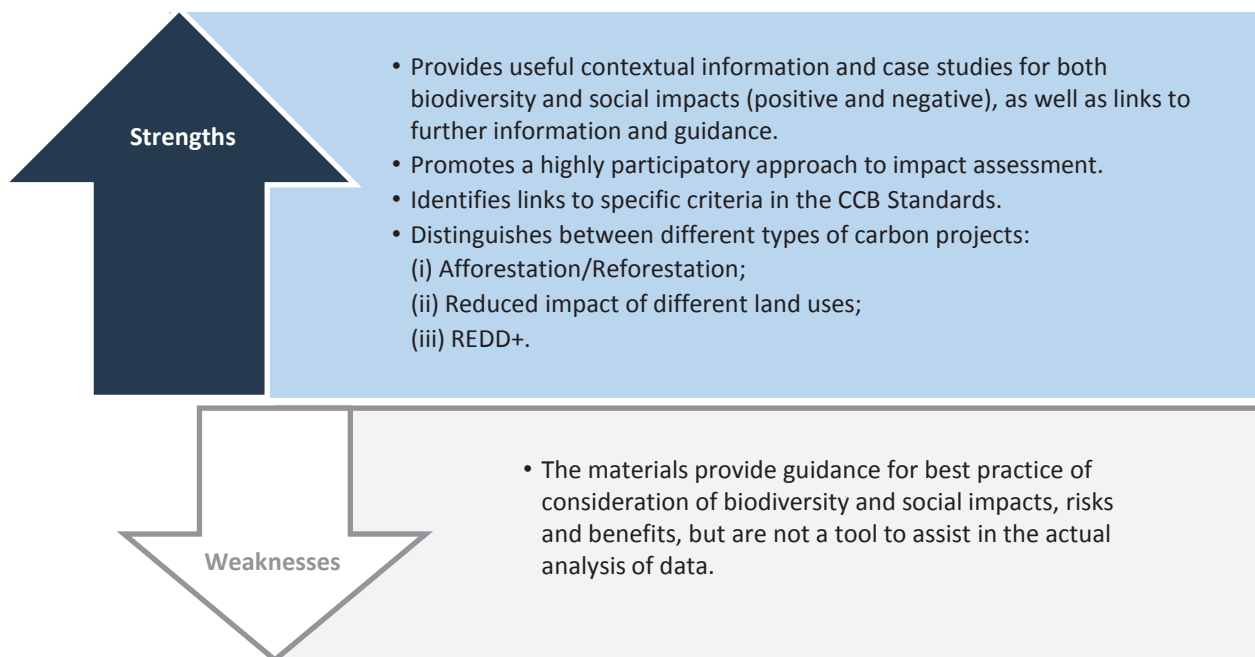 Strengths
• Provides useful contextual information and case studies for both
biodiversity and social impacts (positive and negative), as well as links to
further information and guidance.
• Promotes a highly participatory approach to impact assessment.
• Identifies links to specific criteria in the CCB Standards.
• Distinguishes between different types of carbon projects:
(i) Afforestation/Reforestation;
(ii) Reduced impact of different land uses;
(iii) REDD+.
Weaknesses
• The materials provide guidance for best practice of
consideration of biodiversity and social impacts, risks
and benefits, but are not a tool to assist in the actual
analysis of data.